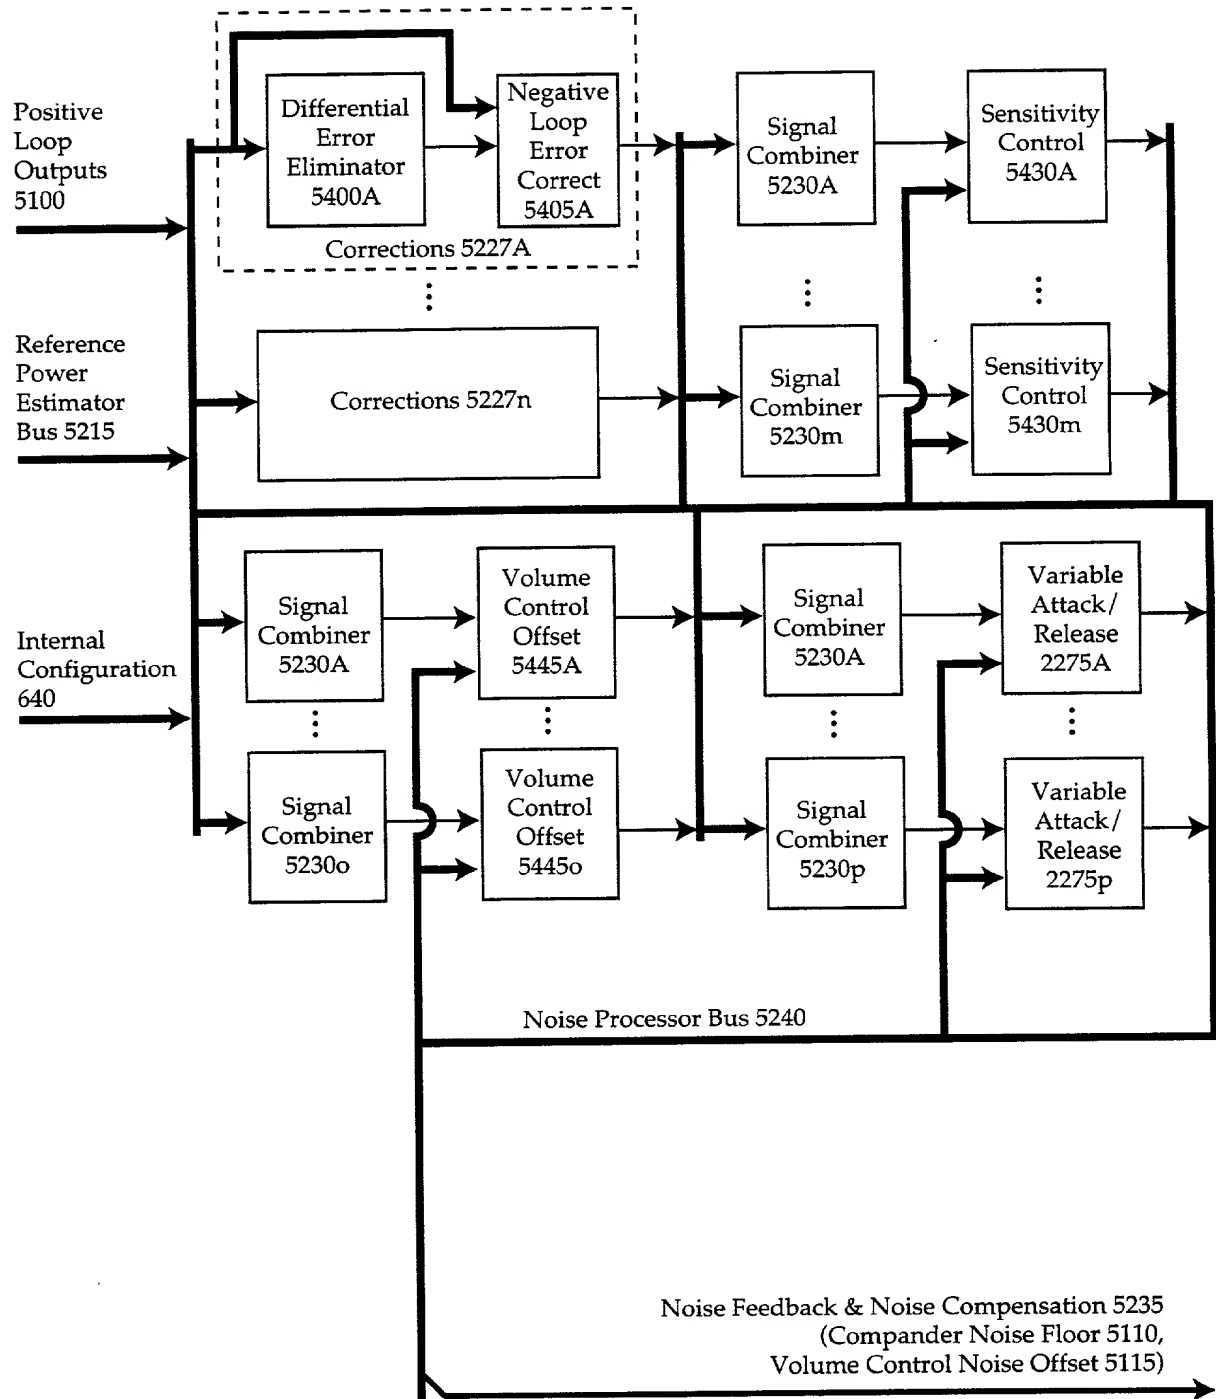 Positive
Loop
Outputs
5100
Differential
Error
Eliminator
5400A
Negative
Loop
Error
Correct
5405A
Corrections 5227A
Signal
Combiner
5230A
Sensitivity
Control
5430A
Reference
Power
Estimator
Bus 5215
Corrections 5227n
Signal
Combiner
5230m
Sensitivity
Control
5430m
Internal
Configuration
640
Signal
Combiner
5230A
Volume
Control
Offset
5445A
Signal
Combiner
5230A
Variable
Attack/
Release
2275A
Signal
Combiner
5230o
Volume
Control
Offset
5445o
Signal
Combiner
5230p
Variable
Attack/
Release
2275p
Noise Processor Bus 5240
Noise Feedback & Noise Compensation 5235
(Compander Noise Floor 5110,
Volume Control Noise Offset 5115)